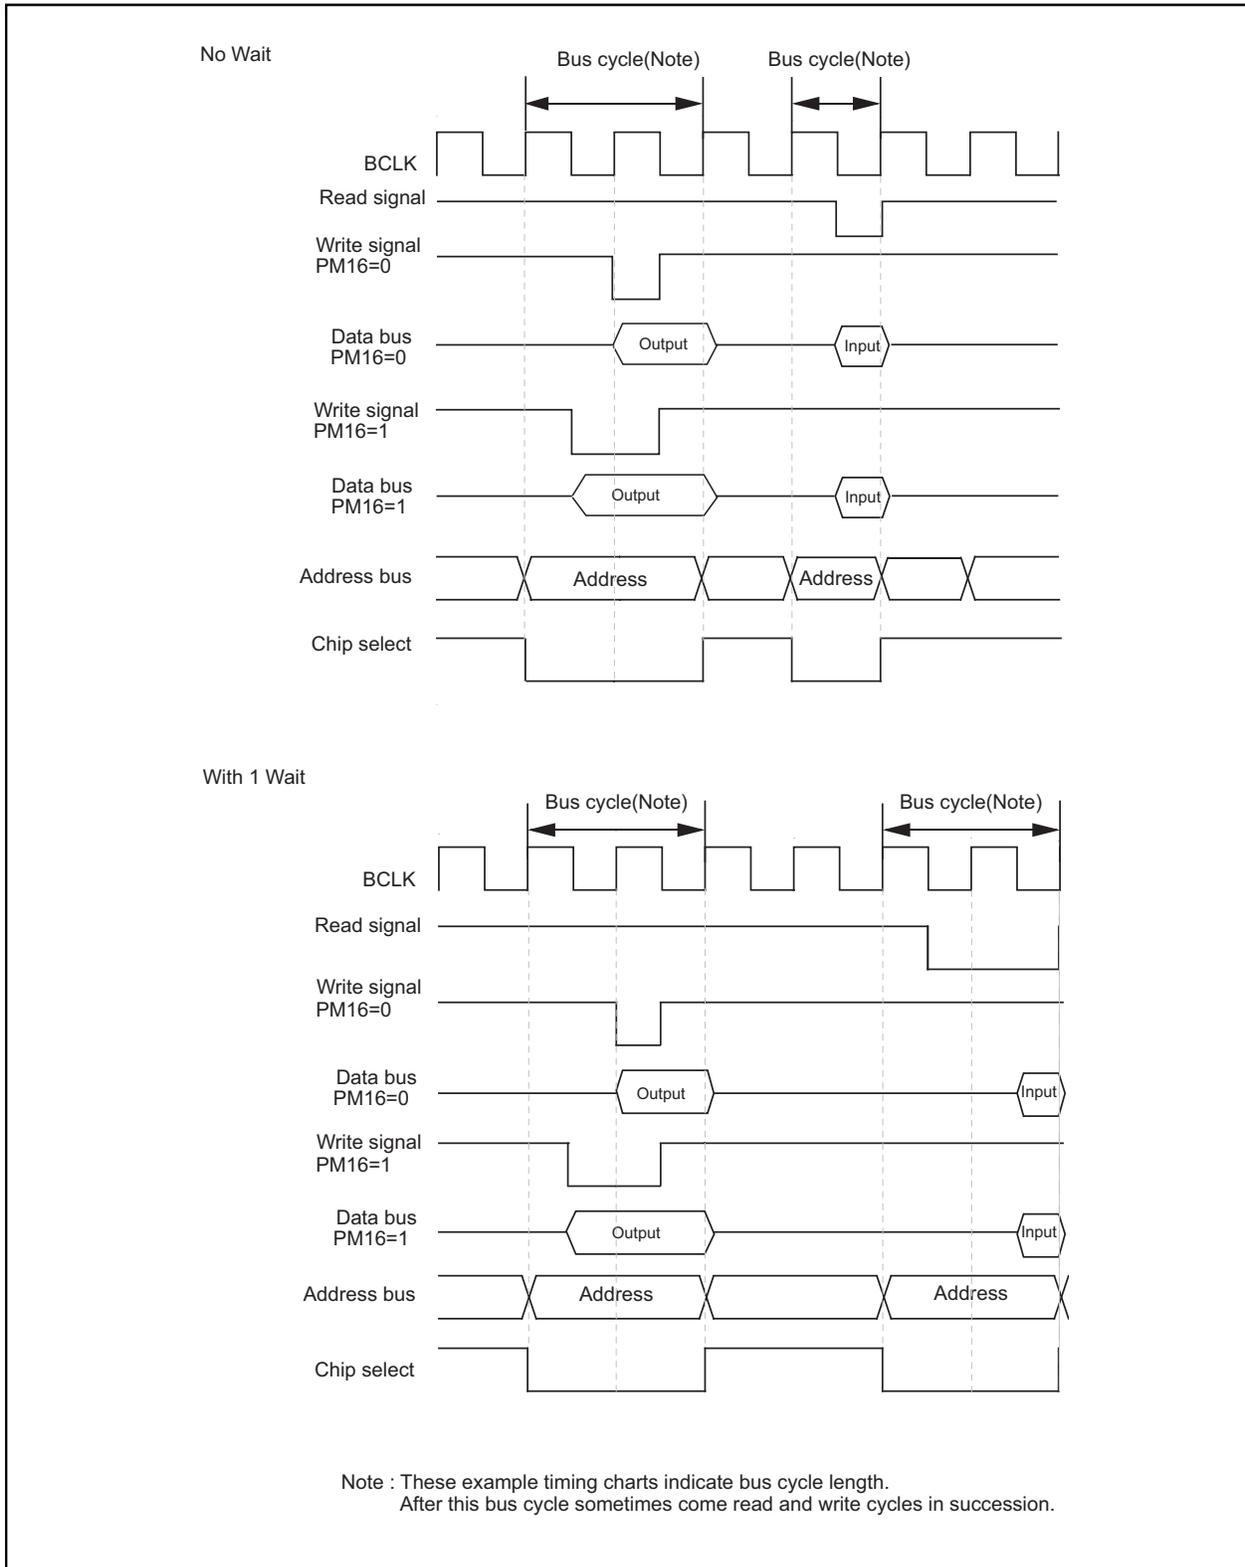 No Wait
Bus cycle(Note)
Bus cycle(Note)
BCLK
Read signal
Write signal
PM16=0
Data bus
PM16=0
Output
Input
Write signal
PM16=1
Data bus
PM16=1
Output
Input
Address bus
Address
Address
Chip select
With 1 Wait
Bus cycle(Note)
Bus cycle(Note)
BCLK
Read signal
Write signal
PM16=0
Data bus
PM16=0
Output
Input
Write signal
PM16=1
Data bus
PM16=1
Output
Input
Address bus
Address
Address
Chip select
Note : These example timing charts indicate bus cycle length.
After this bus cycle sometimes come read and write cycles in succession.